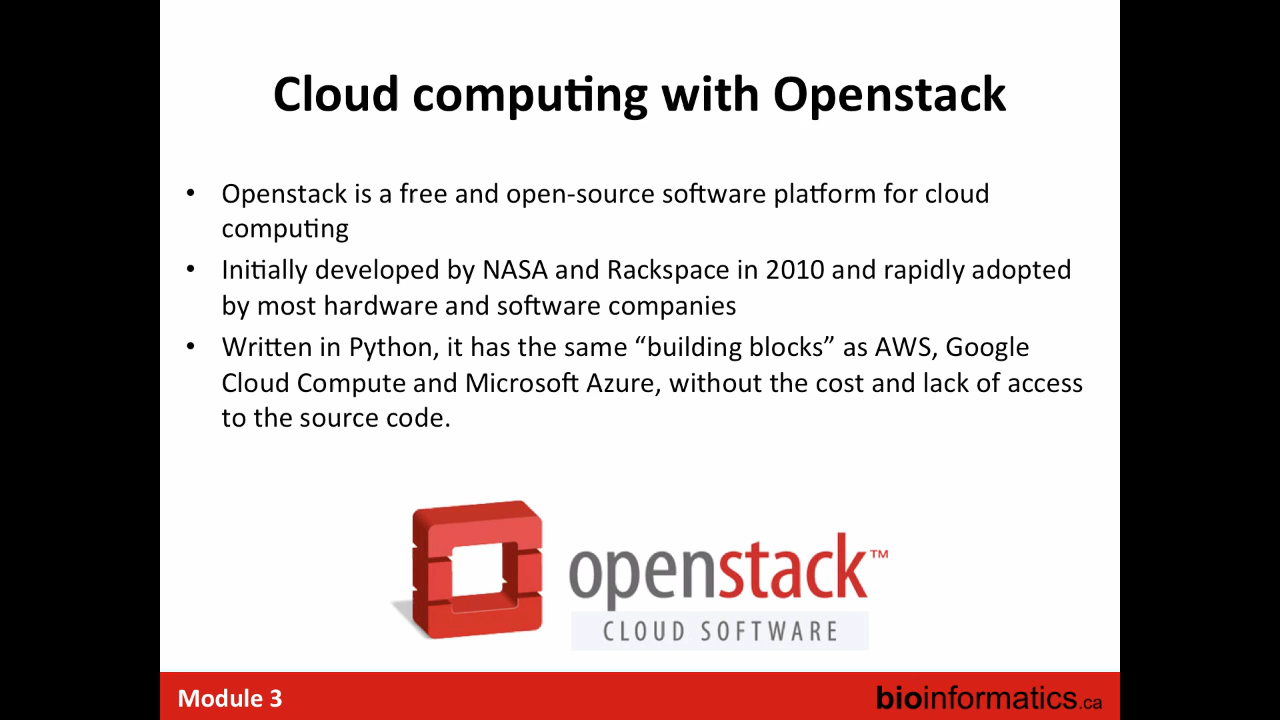 Cloud computing with Openstack
• Openstack is a free and open-source software platform for cloud
computing
• Initially developed by NASA and Rackspace in 2010 and rapidly adopted
by most hardware and software companies
• Written in Python, it has the same “building blocks” as AWS, Google
Cloud Compute and Microsoft Azure, without the cost and lack of access
to the source code.
openstack™
CLOUD SOFTWARE
Module 3
bioinformatics.ca